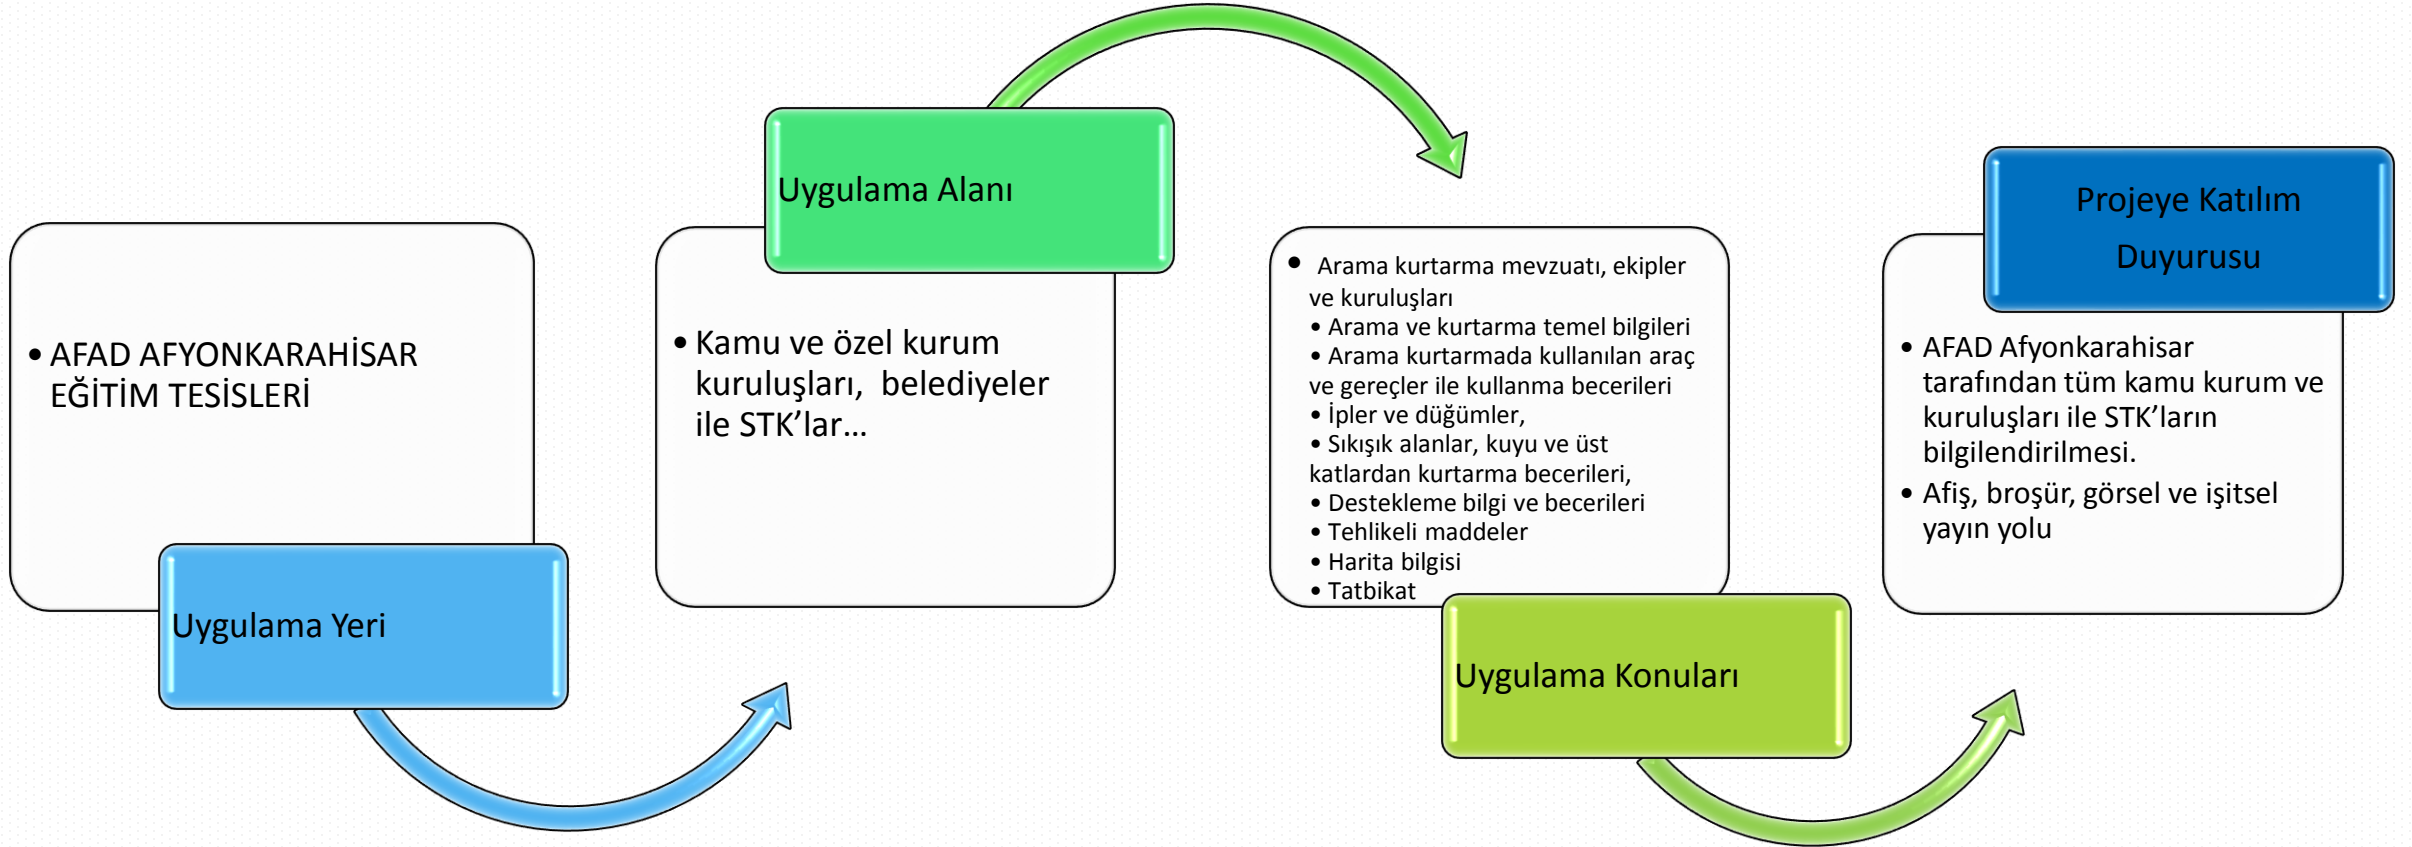 • AFAD AFYONKARAHİSAR
EĞİTİM TESİSLERİ
Uygulama Yeri
Uygulama Alanı
• Kamu ve özel kurum
kuruluşları, belediyeler
ile STK’lar…
• Arama kurtarma mevzuatı, ekipler
ve kuruluşları
• Arama ve kurtarma temel bilgileri
• Arama kurtarmada kullanılan araç
ve gereçler ile kullanma becerileri
• İpler ve düğümler,
• Sıkışık alanlar, kuyu ve üst
katlardan kurtarma becerileri,
• Destekleme bilgi ve becerileri
• Tehlikeli maddeler
• Harita bilgisi
• Tatbikat
Uygulama Konuları
Projeye Katılım
Duyurusu
• AFAD Afyonkarahisar
tarafından tüm kamu kurum ve
kuruluşları ile STK’ların
bilgilendirilmesi.
• Afiş, broşür, görsel ve işitsel
yayın yolu